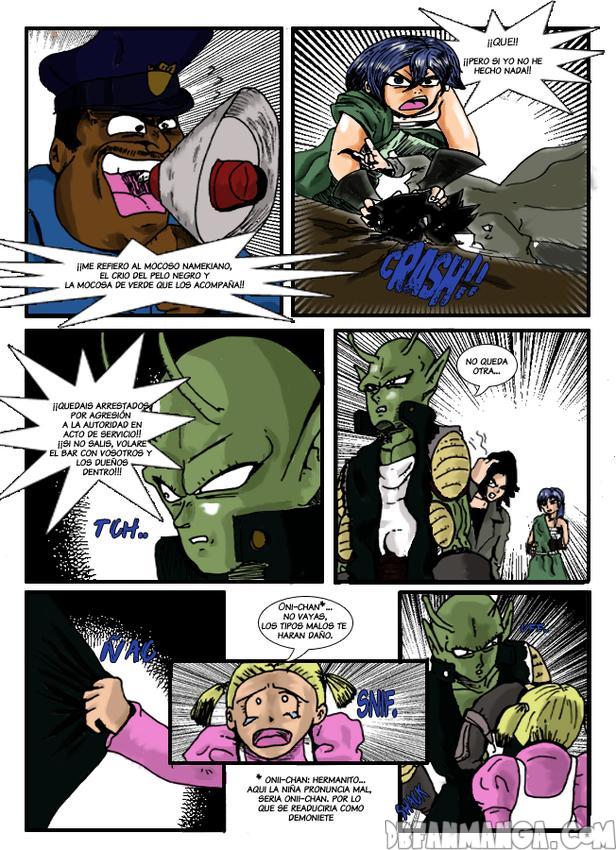 ¡¡QUE!!
¡¡PERO SI YO NO HE
HECHO NADA!!
¡¡ME REFIERO AL MOCOSO NAMEKIANO,
EL CRIO DEL PELO NEGRO Y
LA MOCOSA DE VERDE QUE LOS ACOMPAÑA!!
CRASH!!
¡¡QUEDAIS ARRESTADOS
POR AGRESIÓN
A LA AUTORIDAD EN
ACTO DE SERVICIO!!
¡¡SI NO SALIS, VOLARE
EL BAR CON VOSOTROS Y
LOS DUEÑOS
DENTRO!!!
TCH..
NO QUEDA
OTRA...
ÑAC
ONI-CHAN*...
NO VAYAS,
LOS TIPOS MALOS TE
HARAN DAÑO.
SNIF.
* ONII-CHAN: HERMANITO...
AQUI LA NIÑA PRONUNCIA MAL,
SERIA ONII-CHAN. POR LO
QUE SE READUCIRIA COMO
DEMONIETE
SMACK
DBFANMANGA.COM